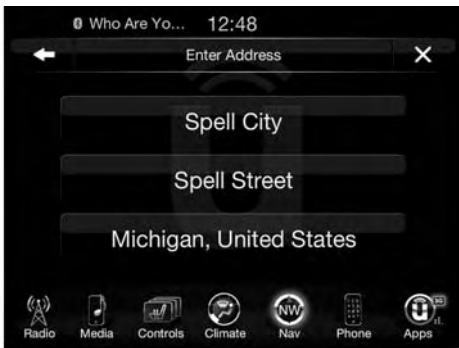 Who Are Yo... 12:48
Enter Address
Spell City
Spell Street
Michigan, United States
NW
3G
Radio Media Controls Climate Nav Phone Apps